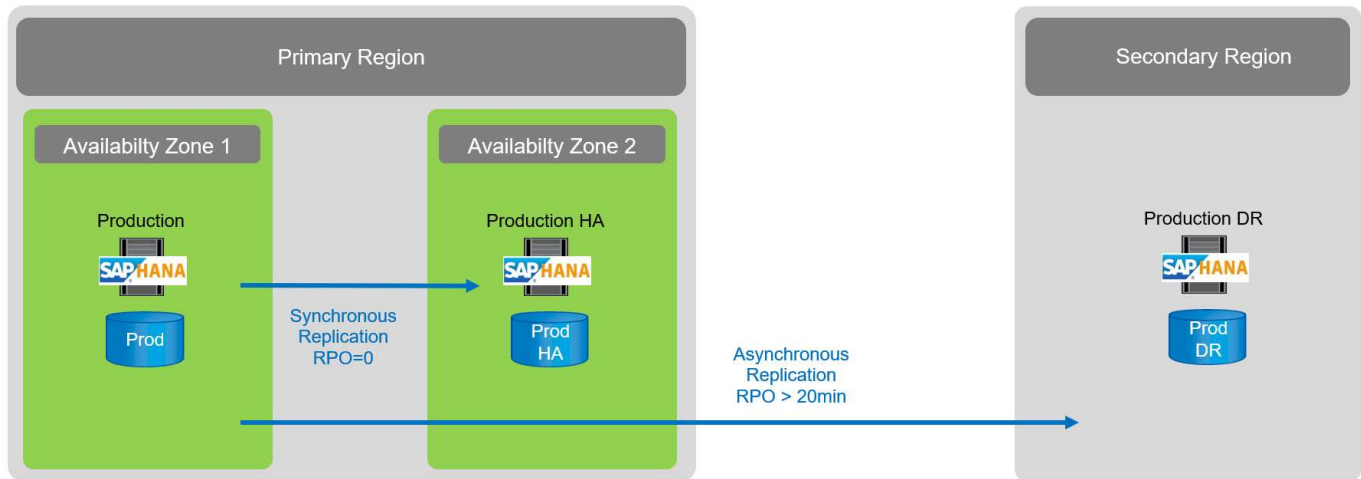 Primary Region
Secondary Region
Availabilty Zone 1
Availabilty Zone 2
Production
SAP HANA
Prod
Synchronous
Replication
RPO=0
Production HA
SAP HANA
Prod
HA
Asynchronous
Replication
RPO > 20min
Production DR
SAP HANA
Prod
DR